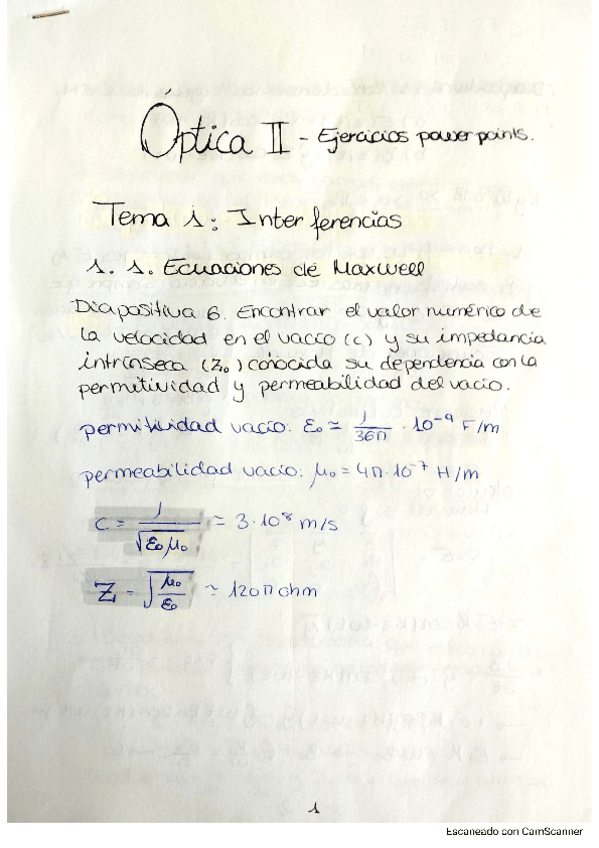 Óptica II - Ejercicios powerpoints.
Tema 1: Interferencias
1.1. Ecuaciones de Maxwell
Diapositiva 6. Encontrar el valor numérico de
la velocidad en el vacío (c) y su impedancia
intrínseca (Z₀) conocida su dependencia con la
permitividad y permeabilidad del vacío.
permitividad vacío: ε₀ ≃ 1/36π · 10⁻⁹ F/m
permeabilidad vacío: μ₀ = 4π·10⁻⁷ H/m
c = 1/√ε₀μ₀ ≃ 3·10⁸ m/s
Z = √μ₀/ε₀ ≃ 120π ohm
1
Escaneado con CamScanner